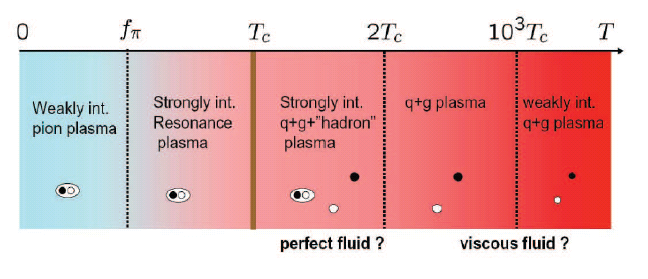 0 fπ Tc 2Tc 10³Tc T
Weakly int.
pion plasma
Strongly int.
Resonance
plasma
Strongly int.
q+g+"hadron"
plasma
q+g plasma
weakly int.
q+g plasma
perfect fluid ?
viscous fluid ?